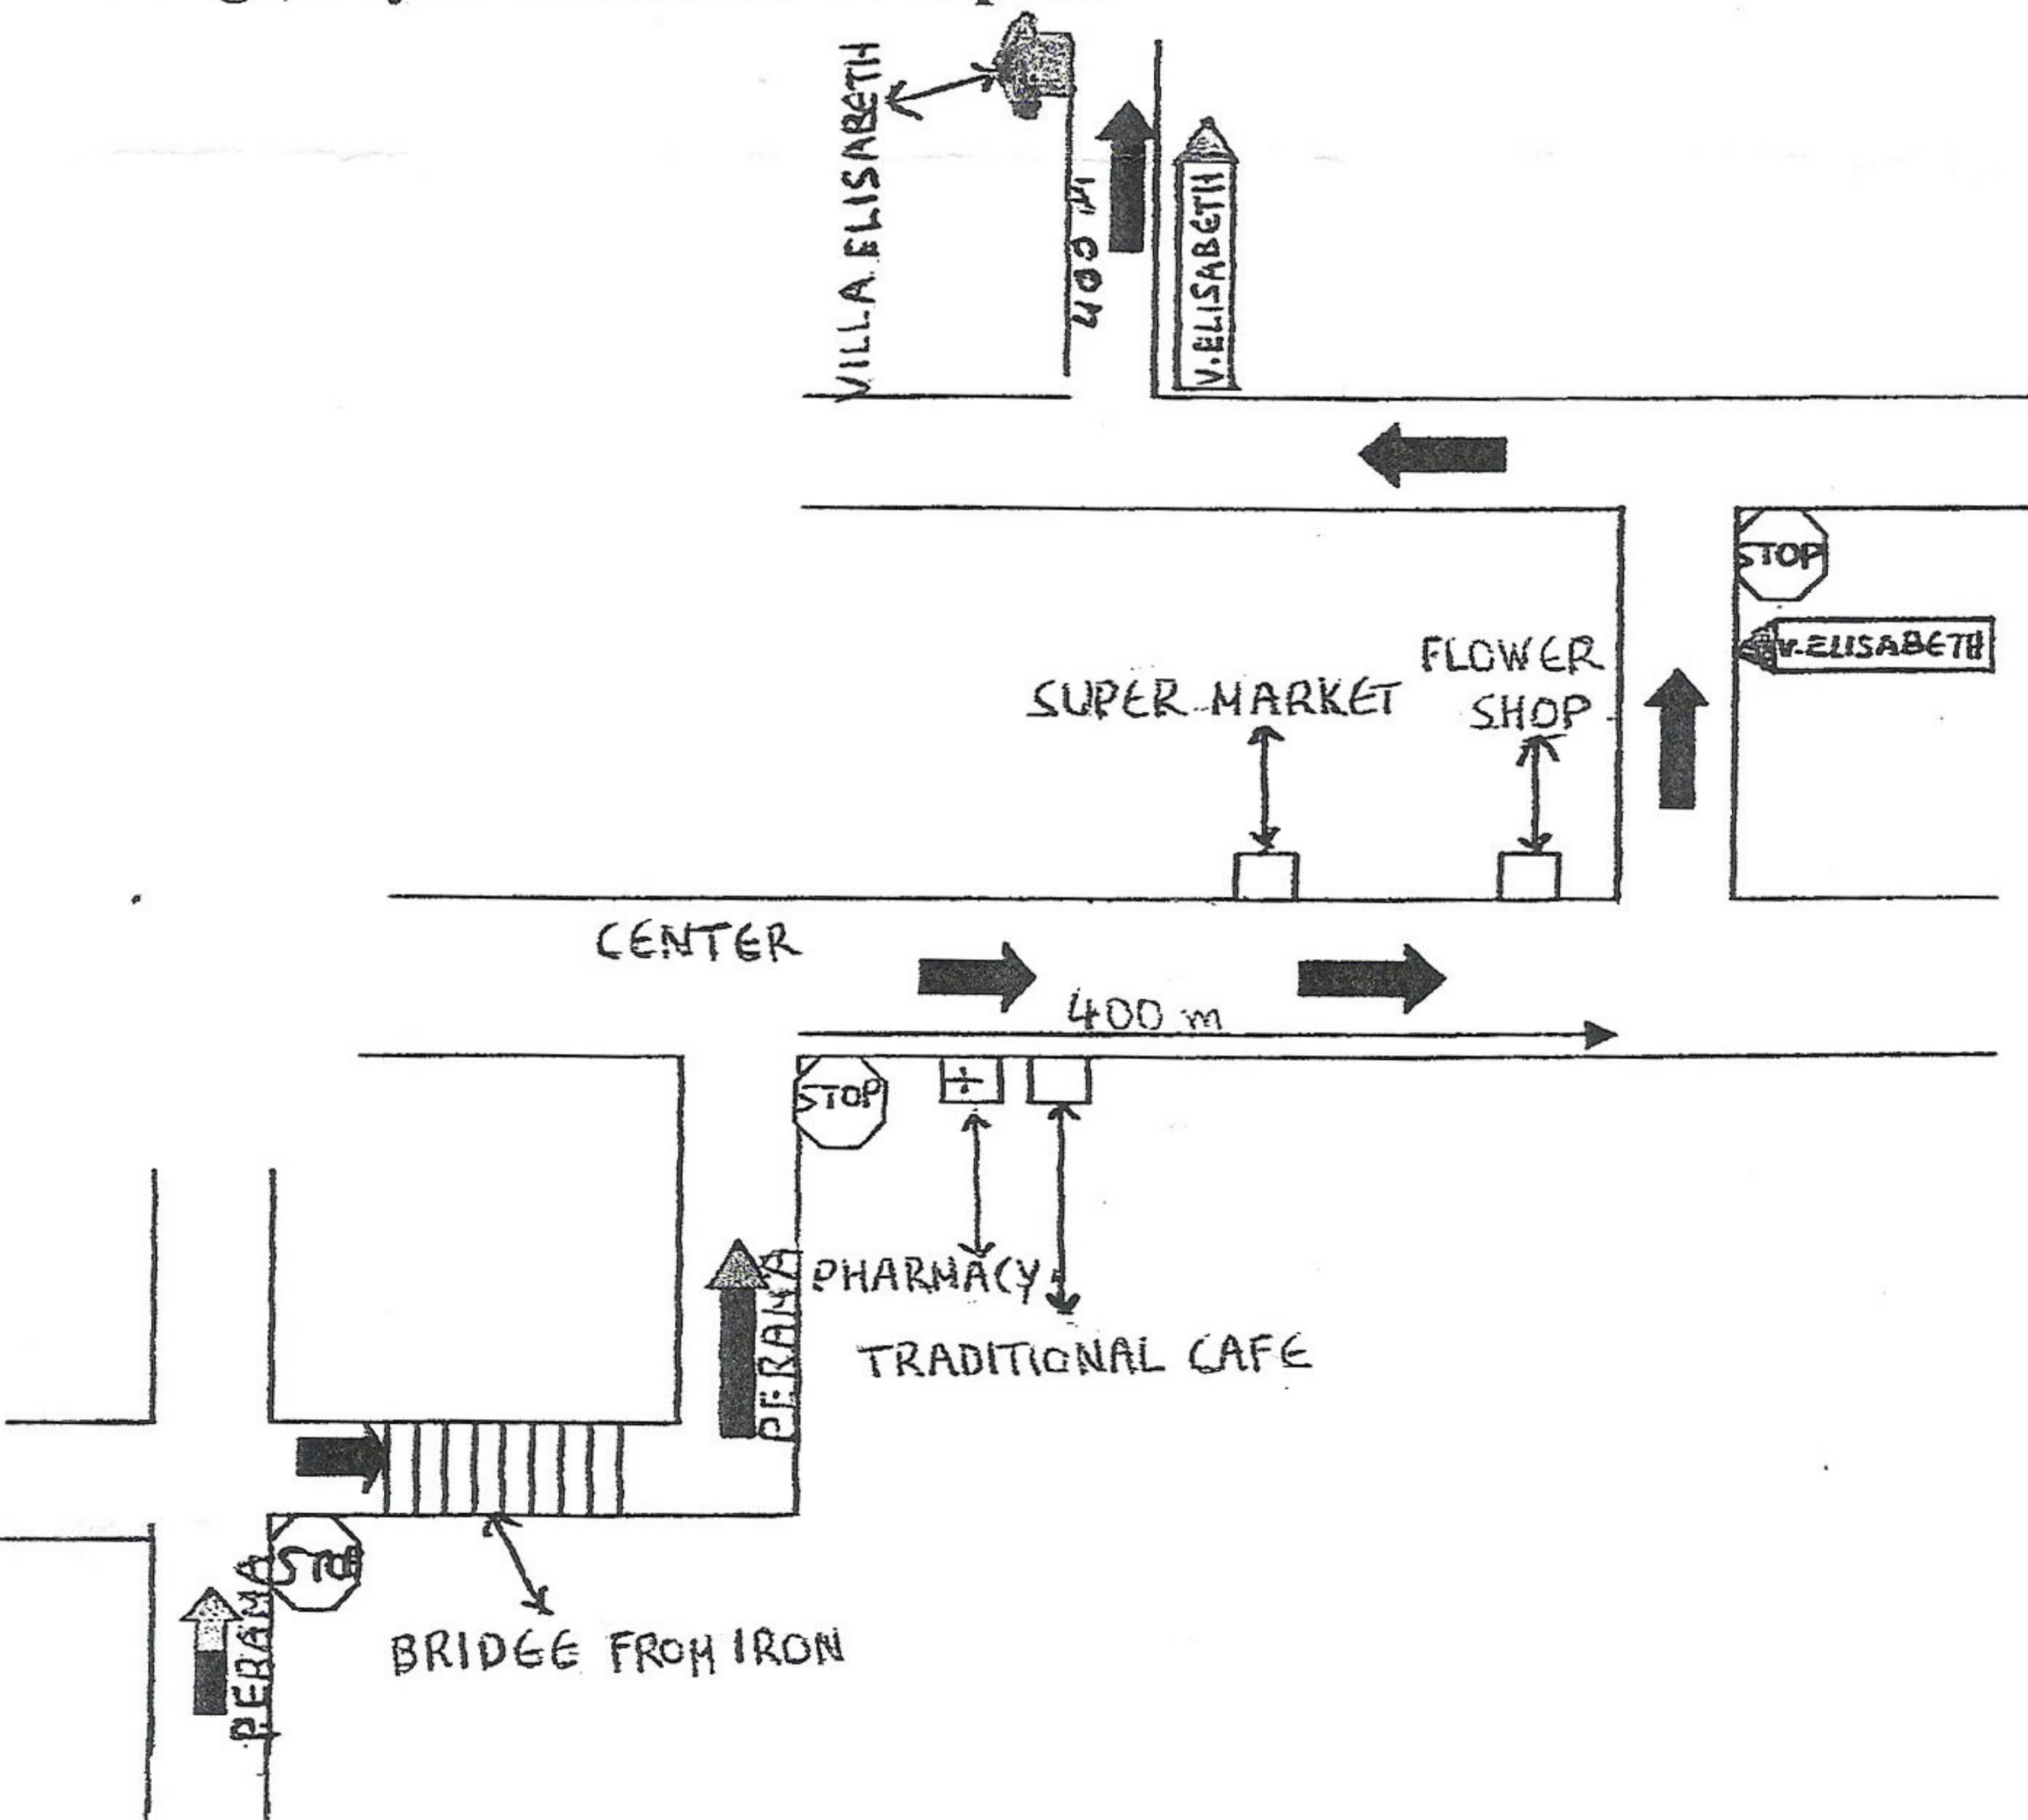 VILLA ELISABETH
400 m
V.ELISABETH
STOP
V.ELISABETH
FLOWER
SHOP
SUPER MARKET
CENTER
400 m
STOP
PERAMA
PHARMACY
TRADITIONAL CAFE
PERAMA
BRIDGE FROM IRON